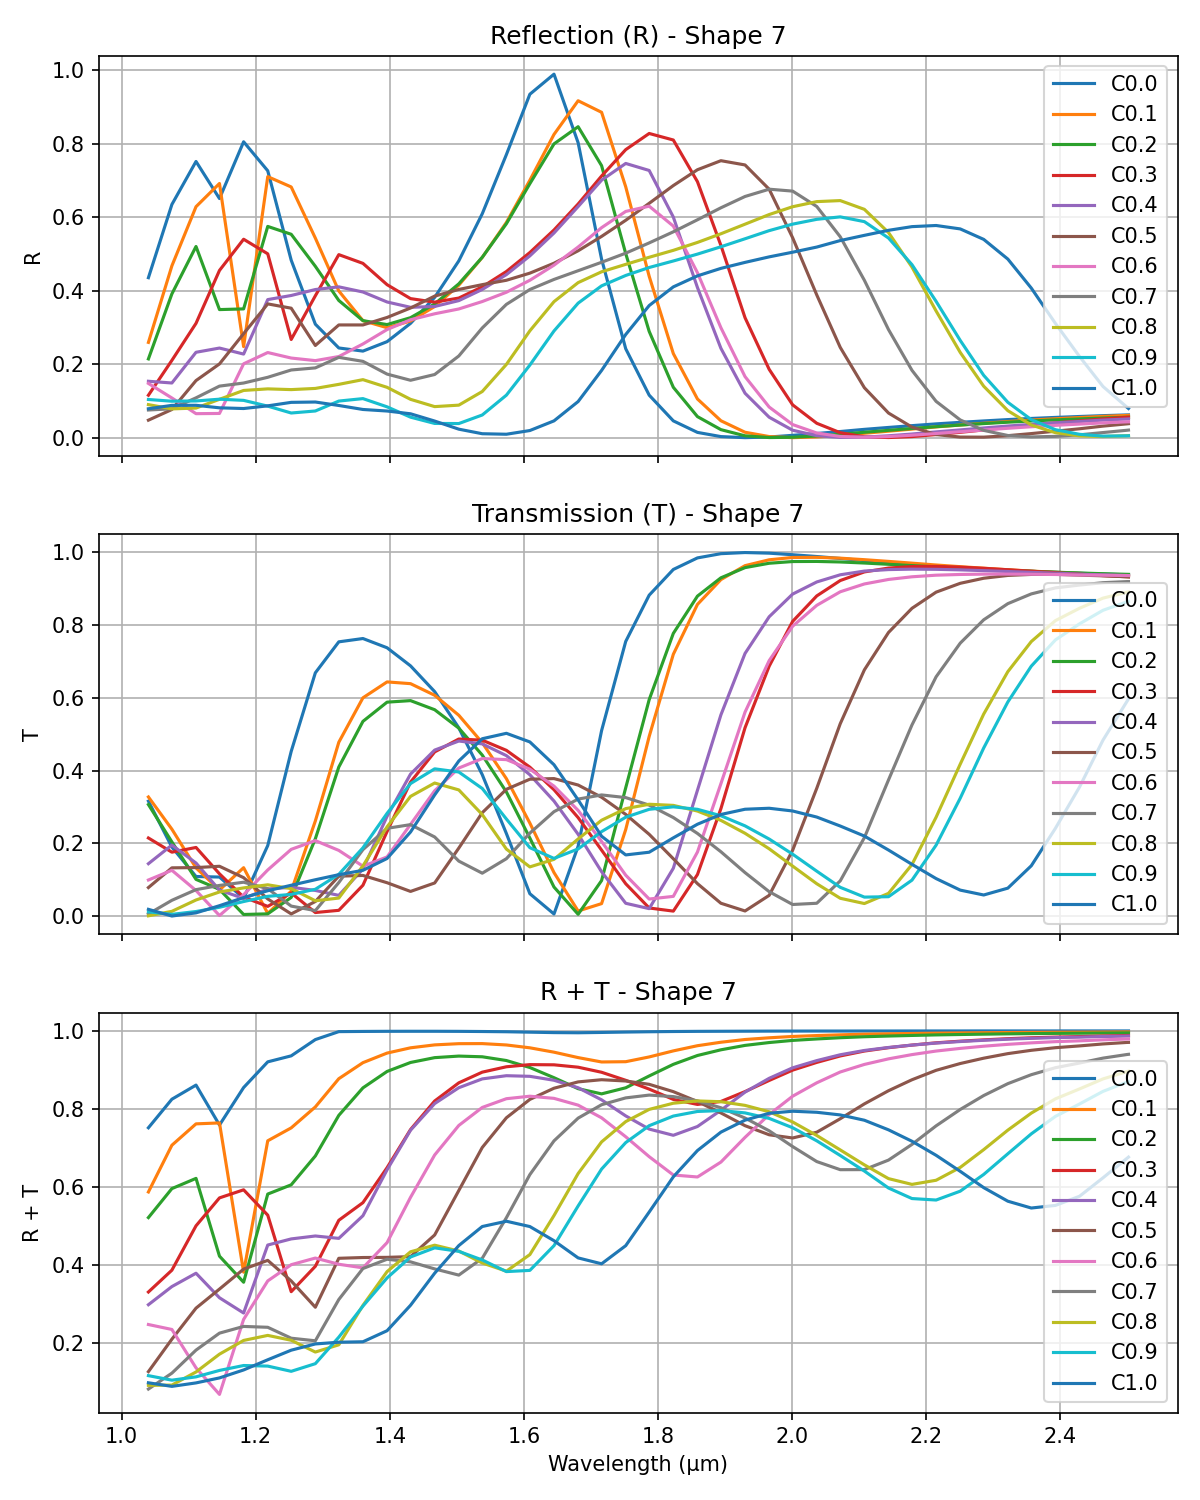 Reflection (R) - Shape 7
1.0
0.8
0.6
0.4
0.2
0.0
R
C0.0
C0.1
C0.2
C0.3
C0.4
C0.5
C0.6
C0.7
C0.8
C0.9
C1.0
Transmission (T) - Shape 7
1.0
0.8
0.6
0.4
0.2
0.0
T
C0.0
C0.1
C0.2
C0.3
C0.4
C0.5
C0.6
C0.7
C0.8
C0.9
C1.0
R + T - Shape 7
1.0
0.8
0.6
0.4
0.2
R + T
C0.0
C0.1
C0.2
C0.3
C0.4
C0.5
C0.6
C0.7
C0.8
C0.9
C1.0
1.0 1.2 1.4 1.6 1.8 2.0 2.2 2.4
Wavelength (μm)